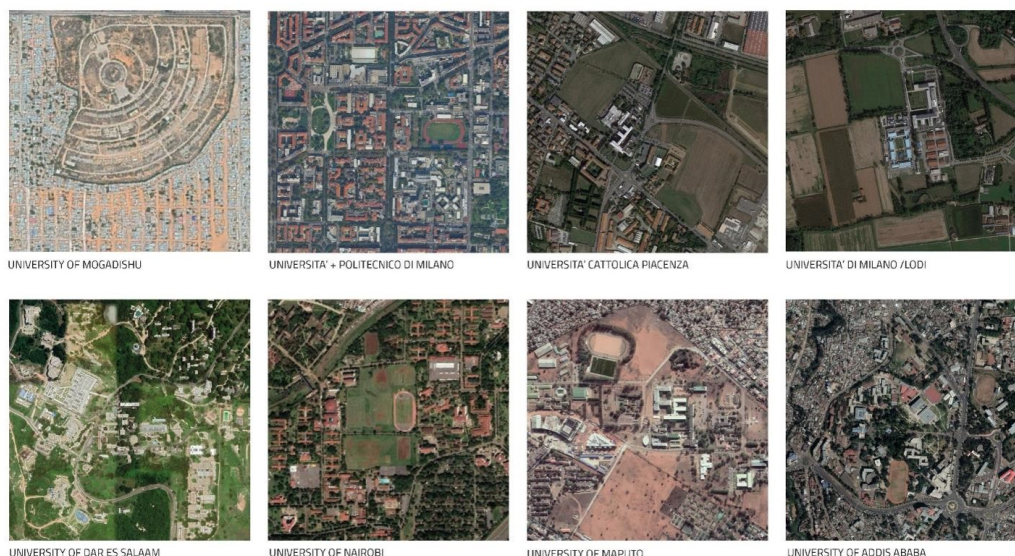 UNIVERSITY OF MOGADISHU
UNIVERSITA' + POLITECNICO DI MILANO
UNIVERSITA' CATTOLICA PIACENZA
UNIVERSITA' DI MILANO /LODI
UNIVERSITY OF DAR ES SALAAM
UNIVERSITY OF NAIROBI
UNIVERSITY OF MAPUTO
UNIVERSITY OF ADDIS ABABA